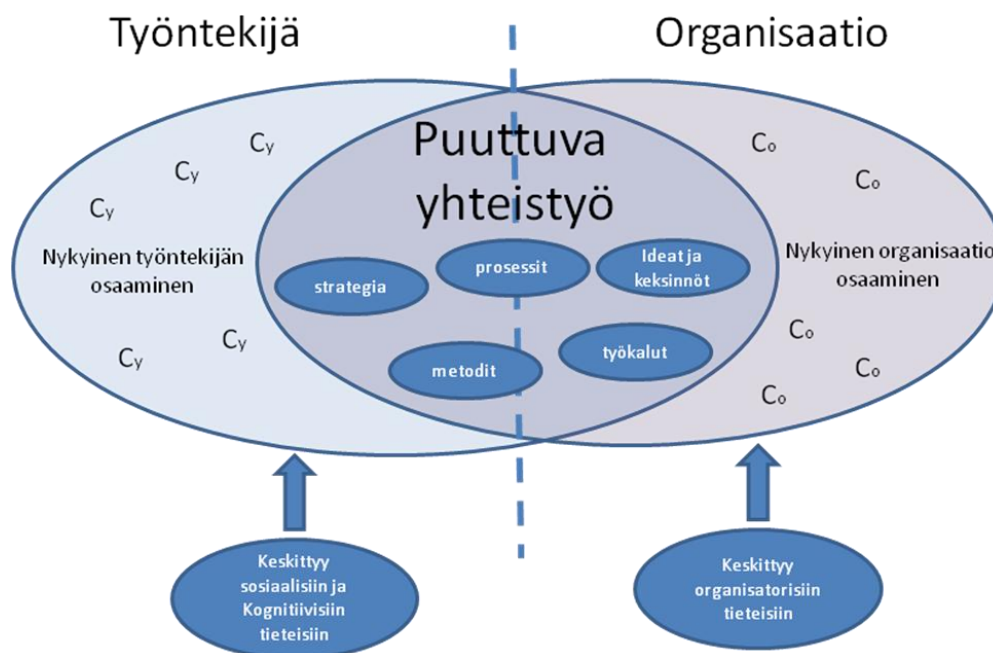 Työntekijä
Organisaatio
Puuttuva
yhteistyö
Cy
Cy
Cy
Nykyinen työntekijän
osaaminen
Cy
Cy
strategia
prosessit
Ideat ja
keksinnöt
metodit
työkalut
Co
Co
Nykyinen organisaatio
osaaminen
Co
Co
Co
Keskittyy
sosiaalisiin ja
Kognitiivisiin
tieteisiin
Keskittyy
organisatorisiin
tieteisiin